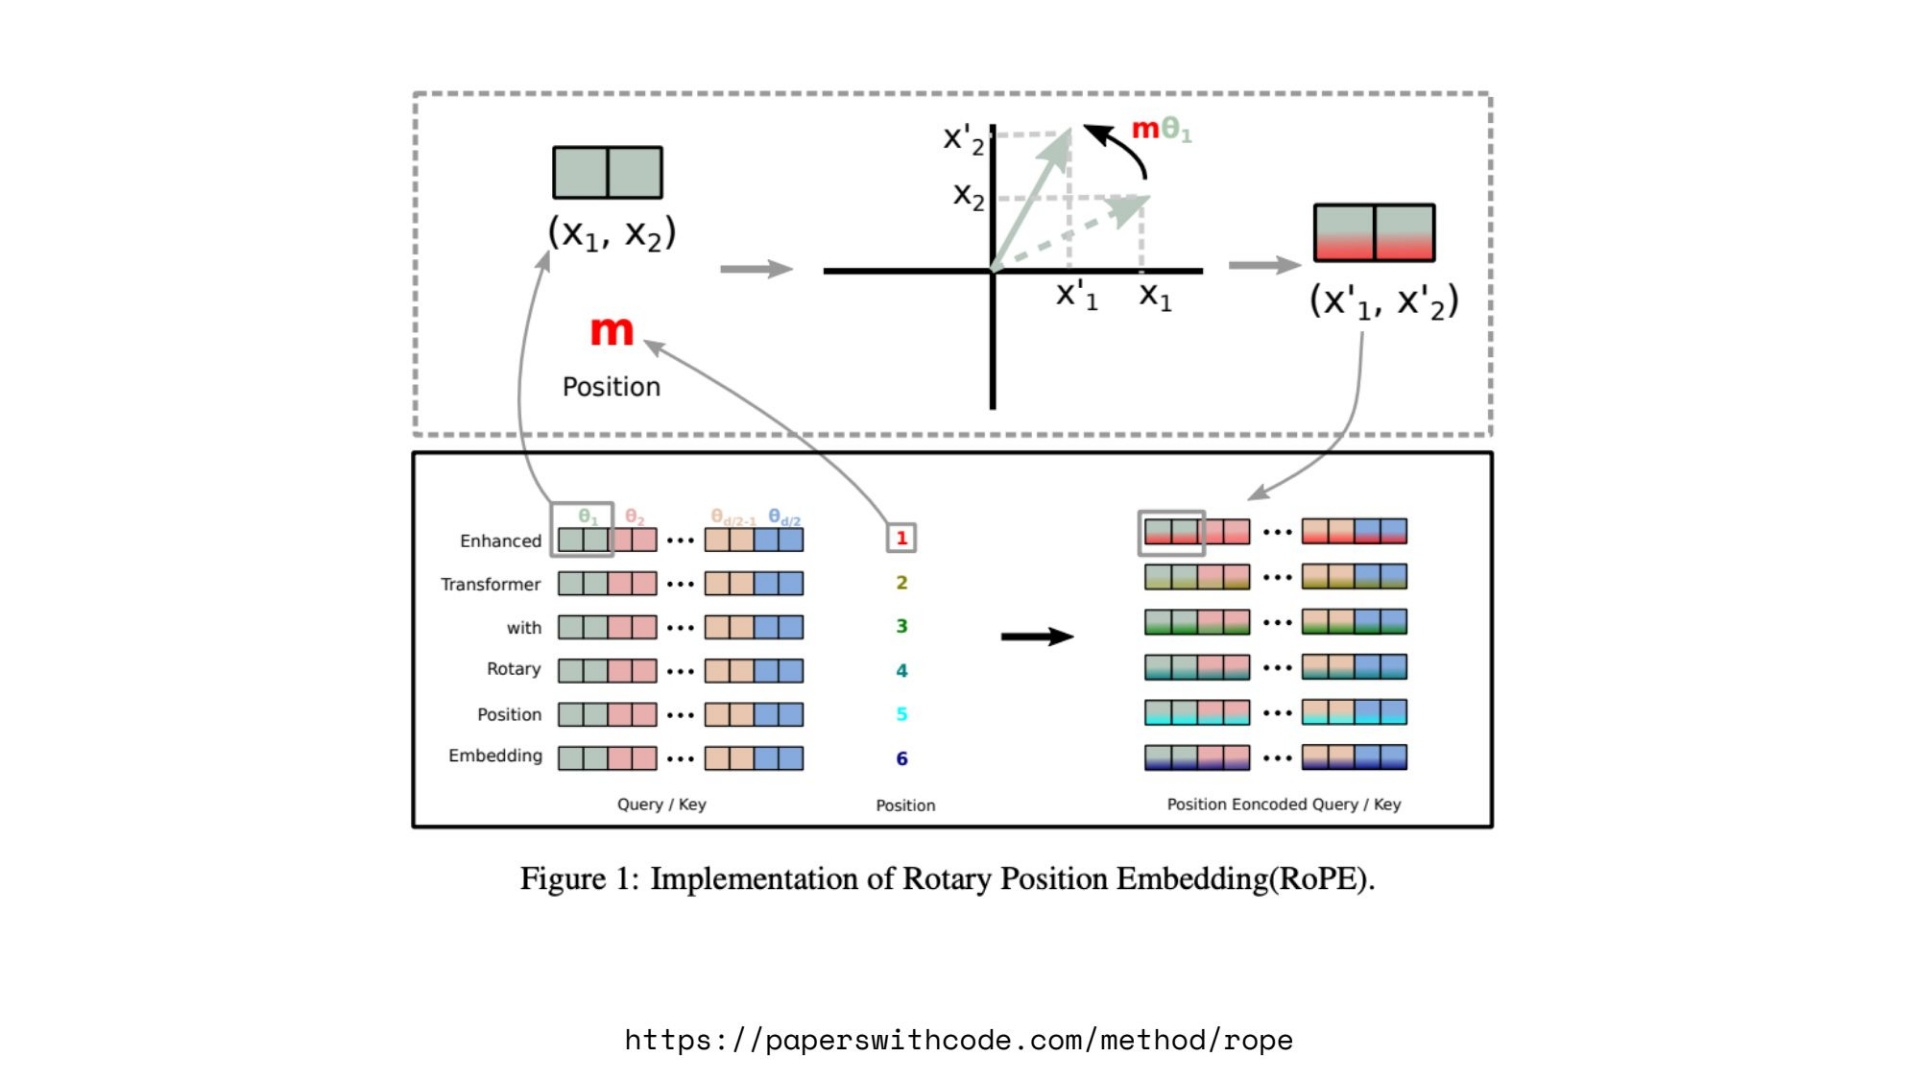 x'₂
mθ₁
x₂
(x₁, x₂)
x'₁ x₁
(x'₁, x'₂)
m
Position
θ₁ θ₂ θd/2-1 θd/2
Enhanced ... 1 ...
Transformer ... 2 ...
with ... 3 ...
Rotary ... 4 ...
Position ... 5 ...
Embedding ... 6 ...
Query / Key Position Position Eoncoded Query / Key
Figure 1: Implementation of Rotary Position Embedding(RoPE).
https://paperswithcode.com/method/rope